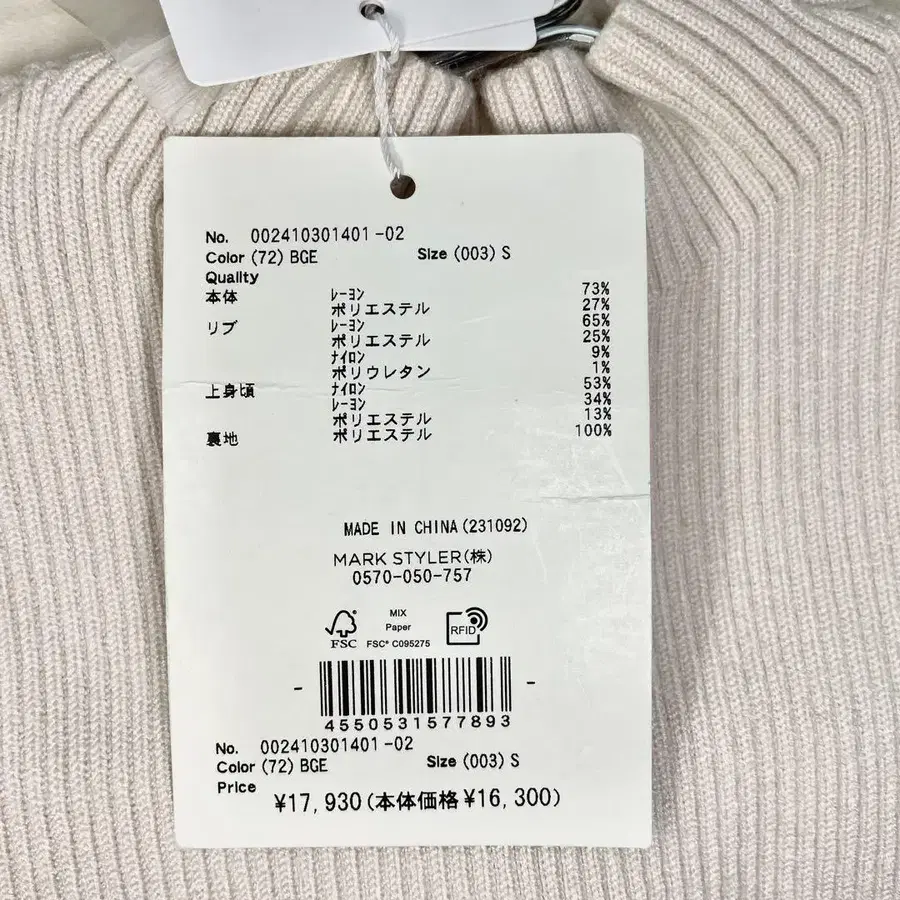 No. 002410301401-02
Color (72) BGE Size (003) S
Quality
本体 ﾚｰﾖﾝ 73%
ポリエステル 27%
リブ ﾚｰﾖﾝ 65%
ポリエステル 25%
ﾅｲﾛﾝ 9%
ポリウレタン 1%
上身頃 ﾅｲﾛﾝ 53%
ﾚｰﾖﾝ 34%
ポリエステル 13%
裏地 ポリエステル 100%
MADE IN CHINA(231092)
MARK STYLER(株)
0570-050-757
FSC
MIX
Paper
FSC® C095275
RFID
4550531577893
No. 002410301401-02
Color (72) BGE Size (003) S
Price
¥17,930(本体価格¥16,300)